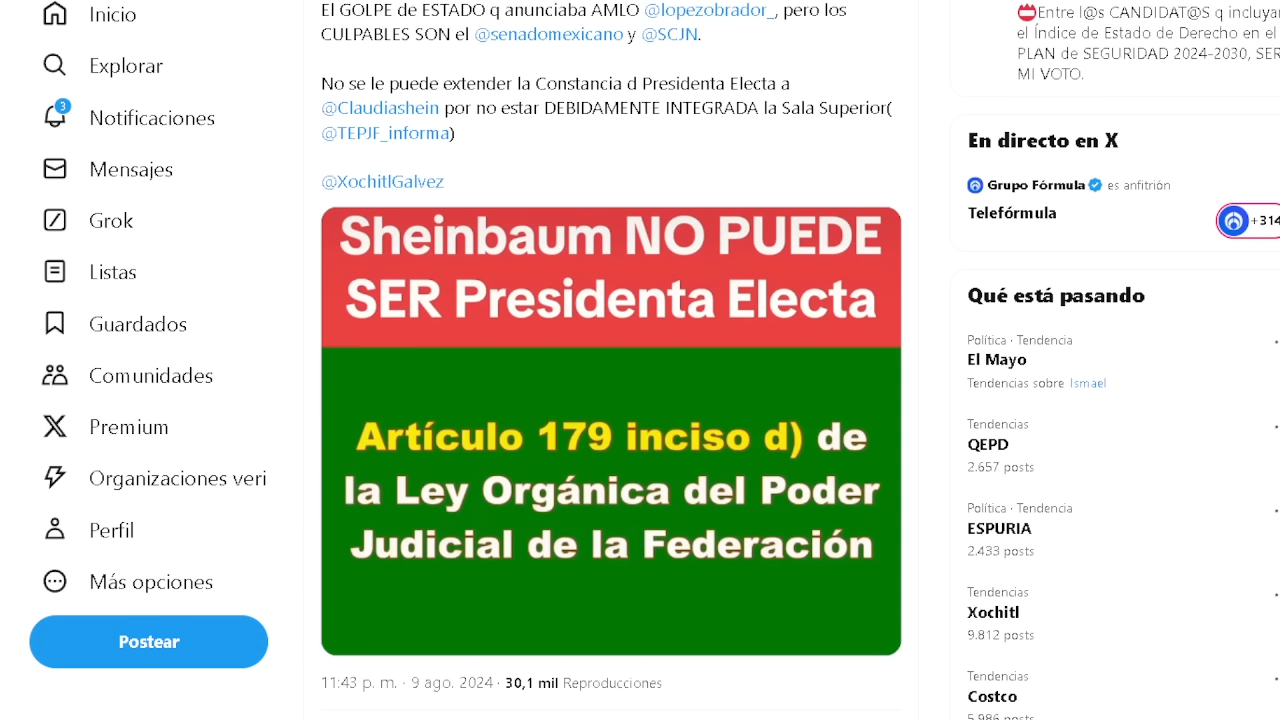 Inicio
Explorar
3
Notificaciones
Mensajes
Grok
Listas
Guardados
Comunidades
Premium
Organizaciones veri
Perfil
Más opciones
Postear
El GOLPE de ESTADO q anunciaba AMLO @lopezobrador_, pero los
CULPABLES SON el @senadomexicano y @SCJN.
No se le puede extender la Constancia d Presidenta Electa a
@Claudiashein por no estar DEBIDAMENTE INTEGRADA la Sala Superior(
@TEPJF_informa)
@XochitlGalvez
Sheinbaum NO PUEDE
SER Presidenta Electa
Artículo 179 inciso d) de
la Ley Orgánica del Poder
Judicial de la Federación
11:43 p. m. · 9 ago. 2024 · 30,1 mil Reproducciones
Entre l@s CANDIDAT@S q incluyan
el Índice de Estado de Derecho en el
PLAN de SEGURIDAD 2024-2030, SER
MI VOTO.
En directo en X
Grupo Fórmula es anfitrión
Telefórmula
+314
Qué está pasando
Política · Tendencia
El Mayo
Tendencias sobre Ismael
Tendencias
QEPD
2.657 posts
Política · Tendencia
ESPURIA
2.433 posts
Tendencias
Xochitl
9.812 posts
Tendencias
Costco
5.986 posts